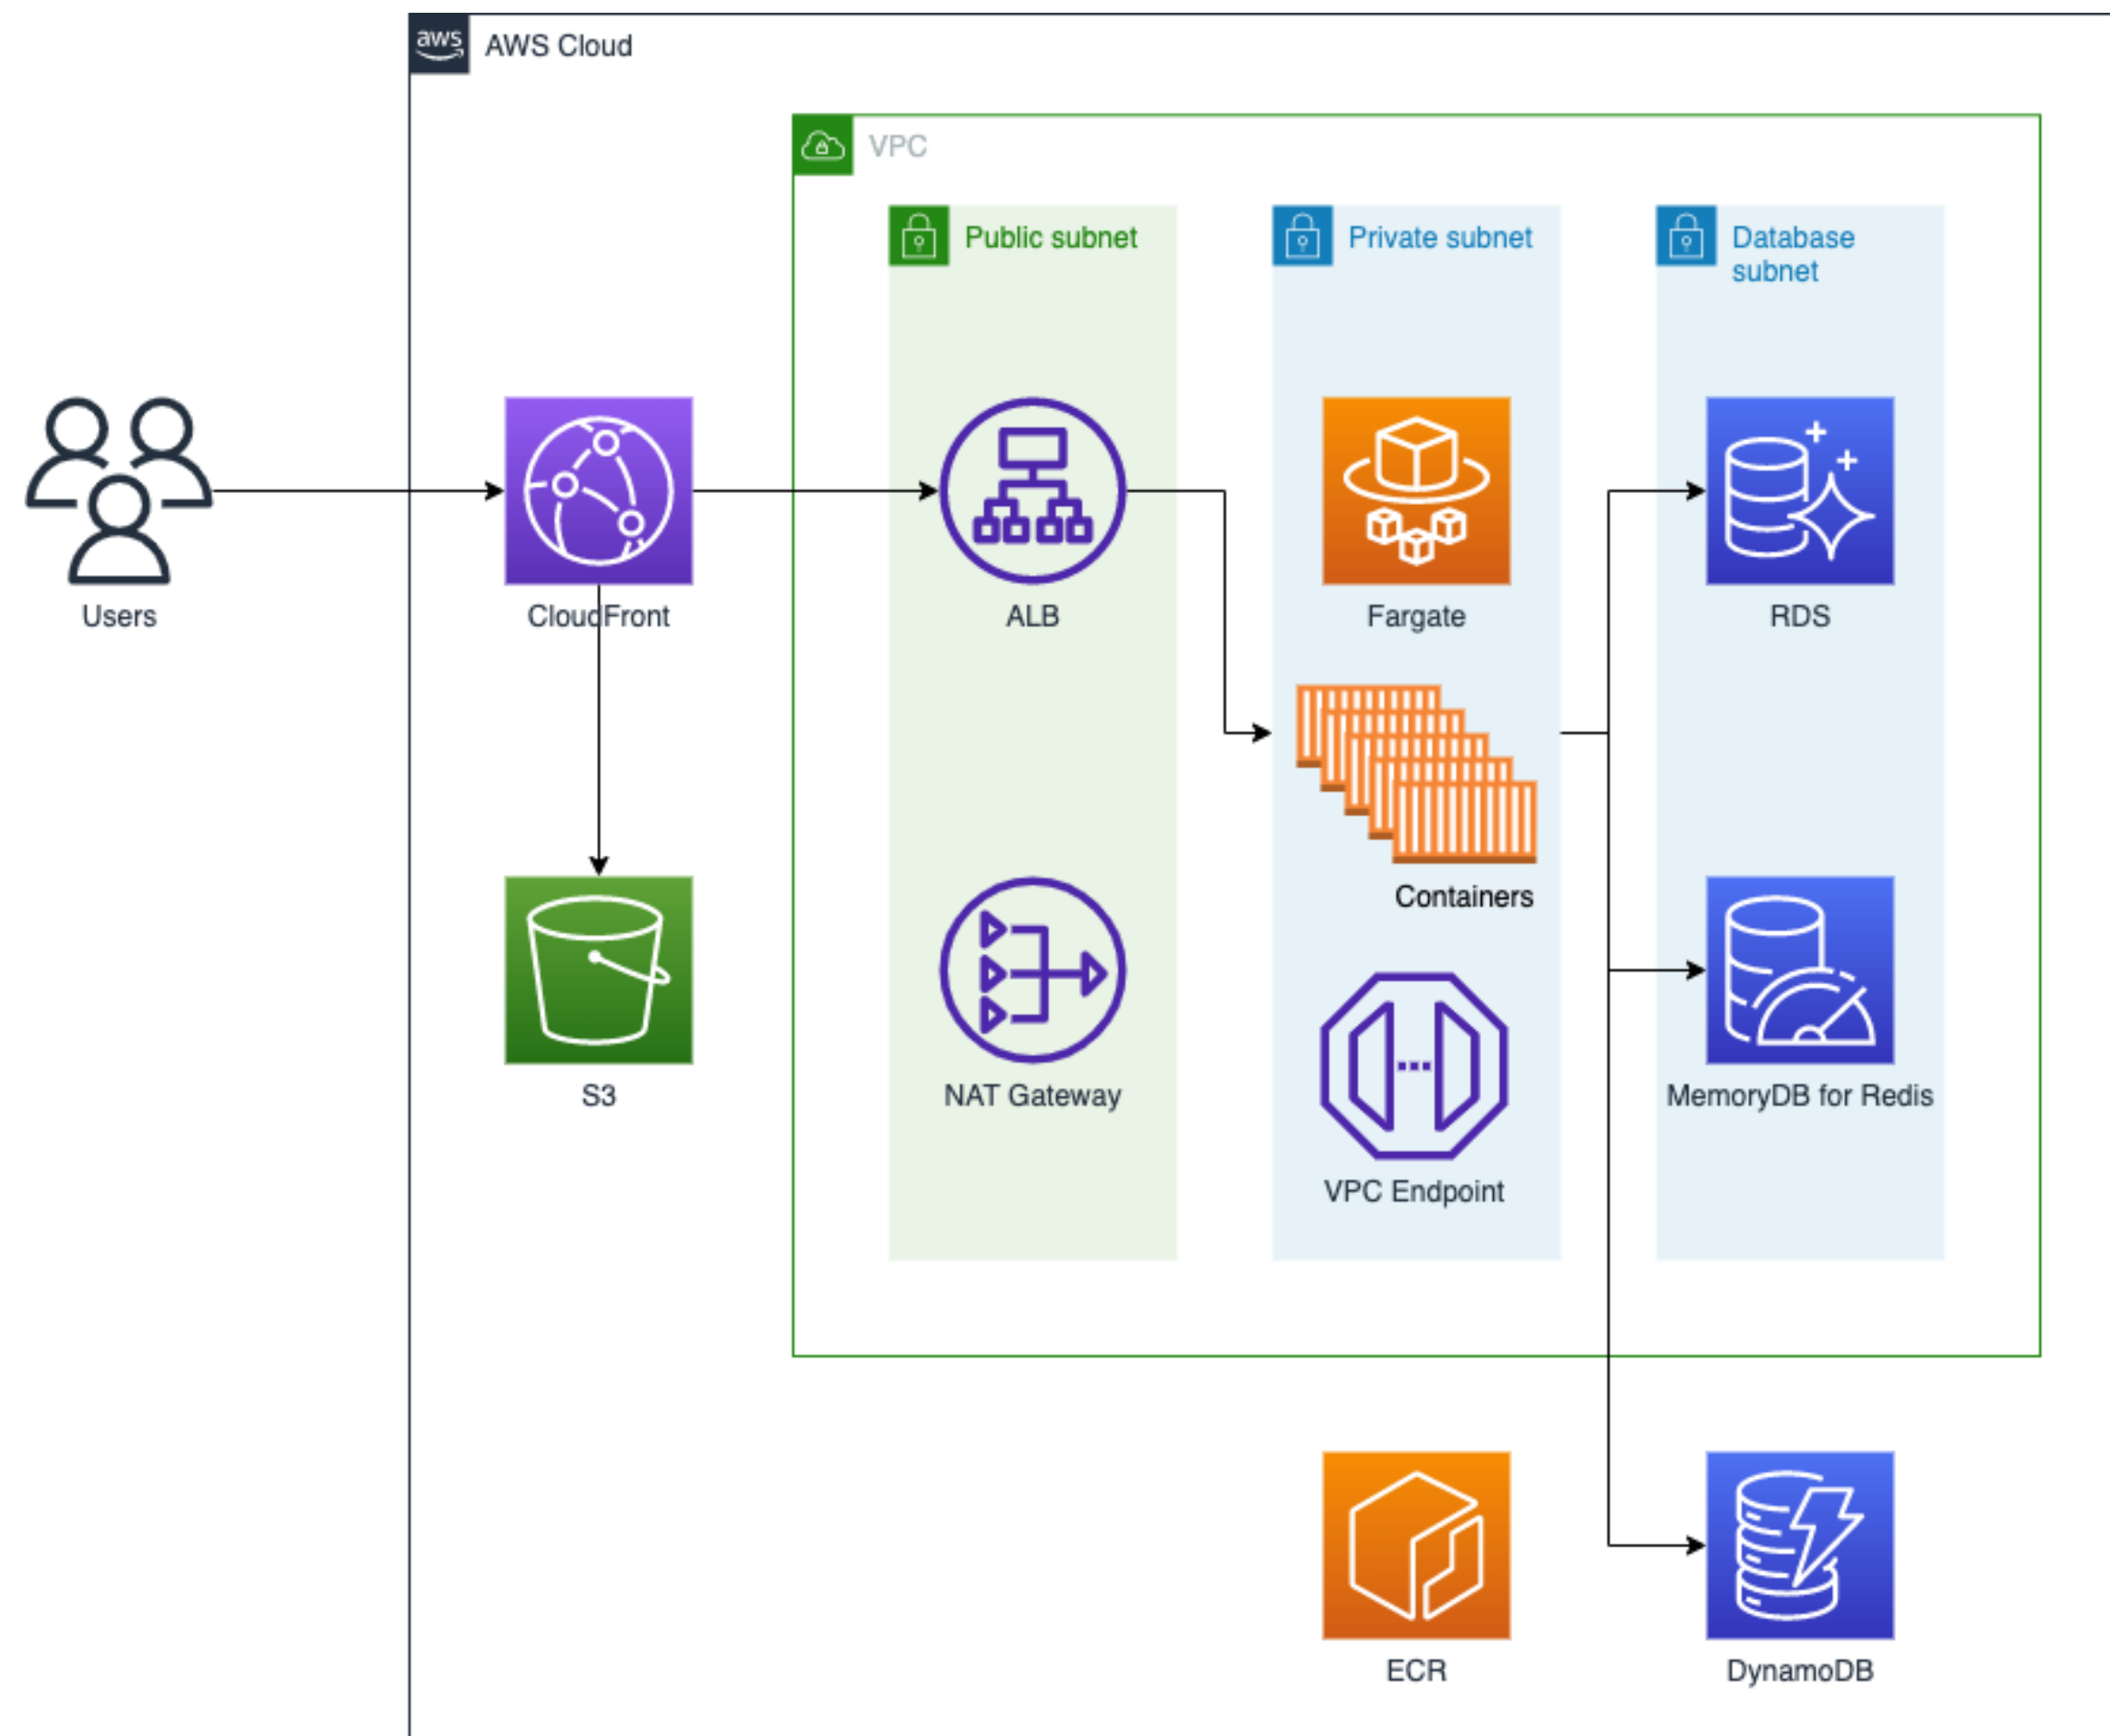 aws
AWS Cloud
VPC
Public subnet
Private subnet
Database
subnet
Users
CloudFront
ALB
Fargate
RDS
Containers
S3
NAT Gateway
MemoryDB for Redis
VPC Endpoint
ECR
DynamoDB